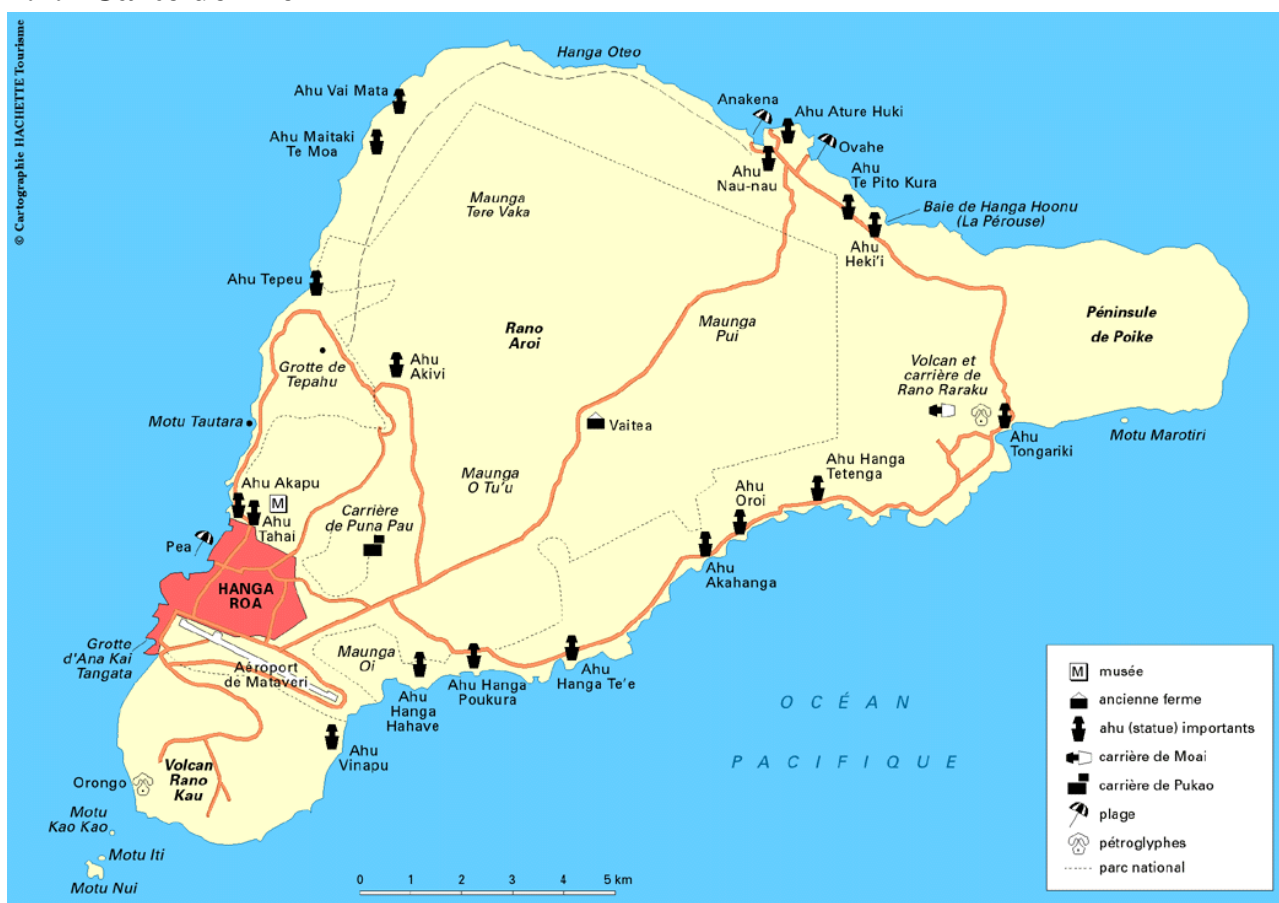 © Cartographie HACHETTE Tourisme
Hanga Oteo
Ahu Vai Mata
Ahu Maitaki
Te Moa
Anakena
Ahu Ature Huki
Ovahe
Ahu
Nau-nau
Ahu
Te Pito Kura
Baie de Hanga Hoonu
(La Pérouse)
Ahu
Heki'i
Maunga
Tere Vaka
Ahu Tepeu
Rano
Aroi
Maunga
Pui
Péninsule
de Poike
Grotte de
Tepahu
Ahu
Akivi
Volcan et
carrière de
Rano Raraku
Motu Tautara
Vaitea
Ahu
Tongariki
Motu Marotiri
Maunga
O Tu'u
Ahu Hanga
Tetenga
Ahu
Oroi
Ahu Akapu
M
Ahu
Tahai
Carrière
de Puna Pau
Pea
Ahu
Akahanga
HANGA
ROA
Grotte
d'Ana Kai
Tangata
Aéroport
de Mataveri
Maunga
Oi
Ahu
Hanga
Hahave
Ahu Hanga
Poukura
Ahu
Hanga Te'e
Ahu
Vinapu
Volcan
Rano
Kau
Orongo
Motu
Kao Kao
Motu Iti
Motu Nui
OCÉAN
PACIFIQUE
0 1 2 3 4 5 km
M musée
ancienne ferme
ahu (statue) importants
carrière de Moai
carrière de Pukao
plage
pétroglyphes
parc national